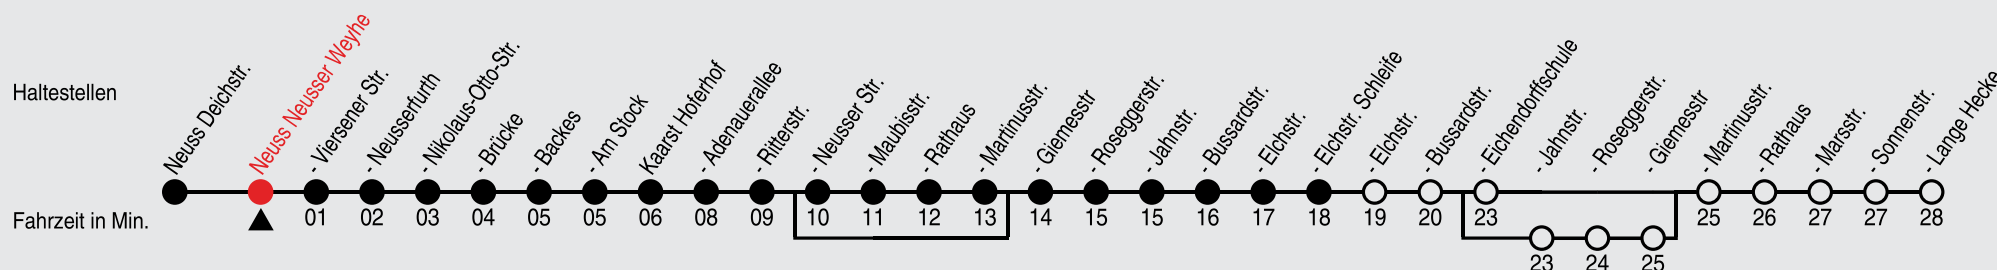 Haltestellen
Neuss Deichstr.
Neuss Neusser Weyhe
- Viersener Str.
- Neusserfurth
- Nikolaus-Otto-Str.
- Brücke
- Backes
- Am Stock
Kaarst Hoferhof
- Adenauerallee
- Ritterstr.
- Neusser Str.
- Maubisstr.
- Rathaus
- Martinusstr.
- Giemesstr
- Roseggerstr.
- Jahnstr.
- Bussardstr.
- Elchstr.
- Elchstr. Schleife
- Elchstr.
- Bussardstr.
- Eichendorffschule
- Jahnstr.
- Roseggerstr.
- Giemesstr
- Martinusstr.
- Rathaus
- Marsstr.
- Sonnenstr.
- Lange Hecke
Fahrzeit in Min.
01 02 03 04 05 05 06 08 09 10 11 12 13 14 15 15 16 17 18 19 20 23 25 26 27 27 28
23 24 25